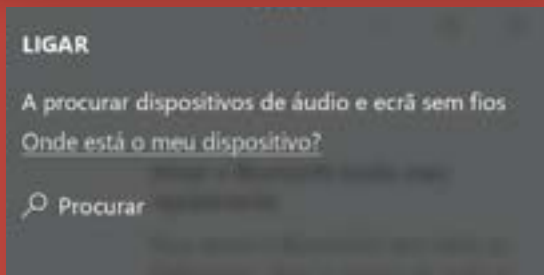 LIGAR
A procurar dispositivos de áudio e ecrã sem fios
Onde está o meu dispositivo?
Procurar